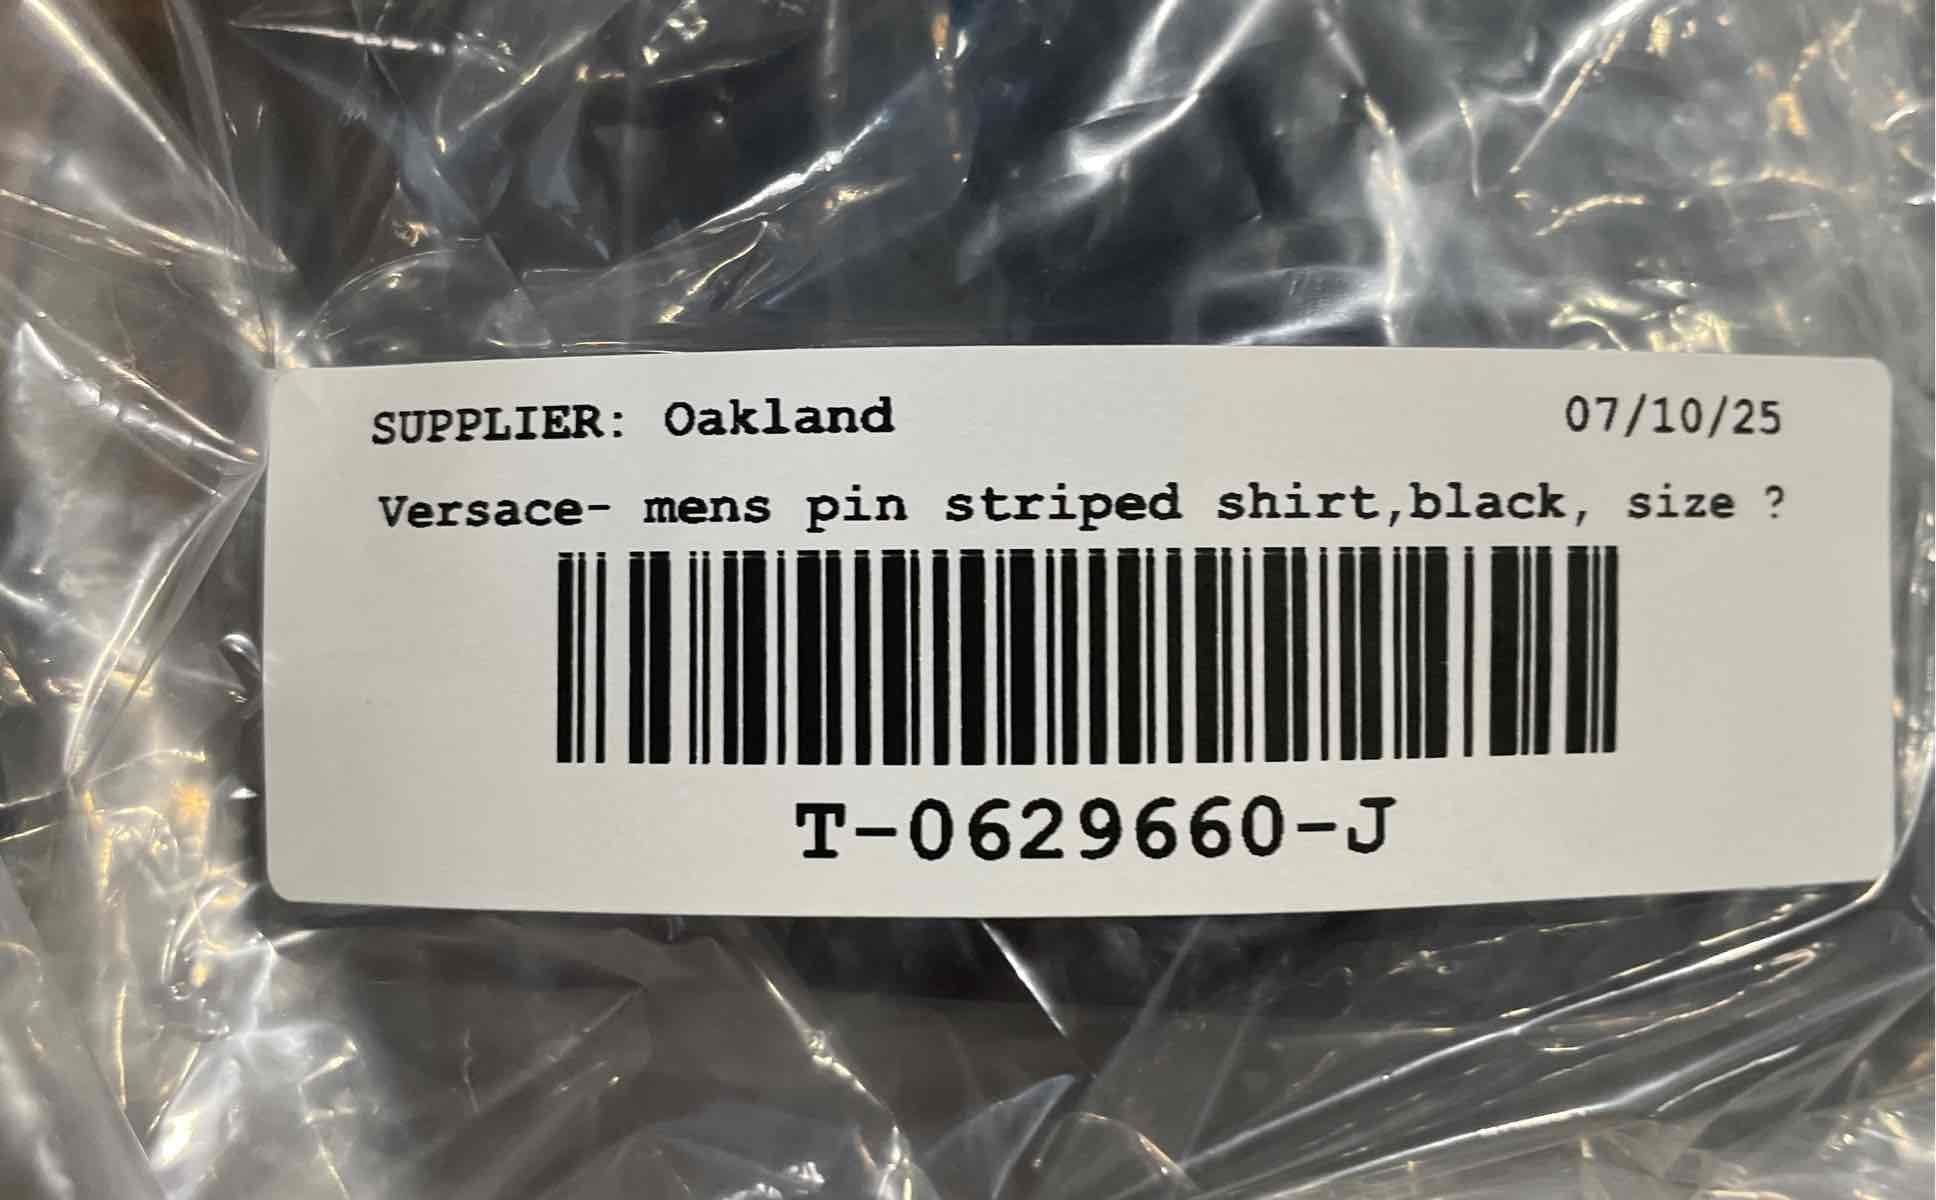 SUPPLIER: Oakland 07/10/25
Versace- mens pin striped shirt,black, size ?
T-0629660-J